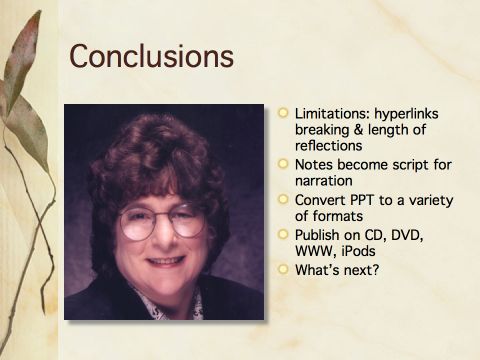 Conclusions
Limitations: hyperlinks
breaking & length of
reflections
Notes become script for
narration
Convert PPT to a variety
of formats
Publish on CD, DVD,
WWW, iPods
What's next?